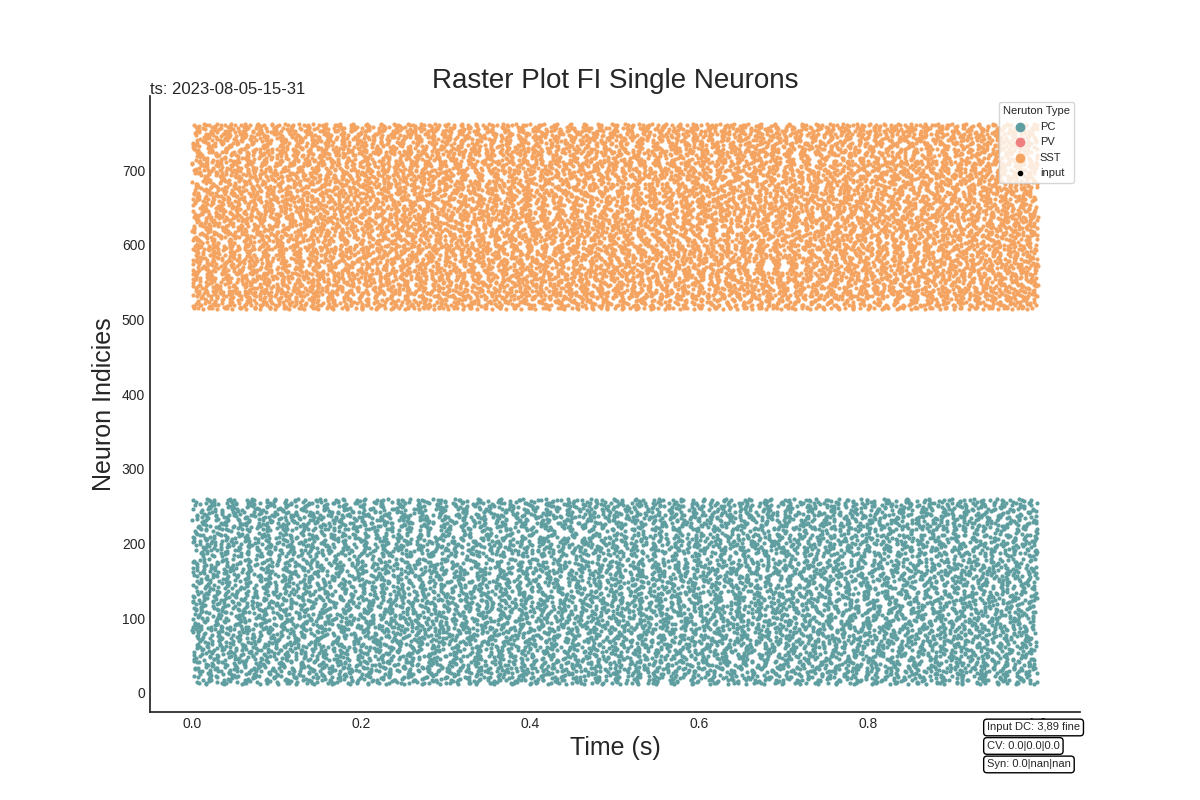 Raster Plot FI Single Neurons
ts: 2023-08-05-15-31
Neruton Type
PC
PV
SST
input
700
600
500
400
300
200
100
0
Neuron Indicies
0.0 0.2 0.4 0.6 0.8
Time (s)
Input DC: 3,89 fine
CV: 0.0|0.0|0.0
Syn: 0.0|nan|nan